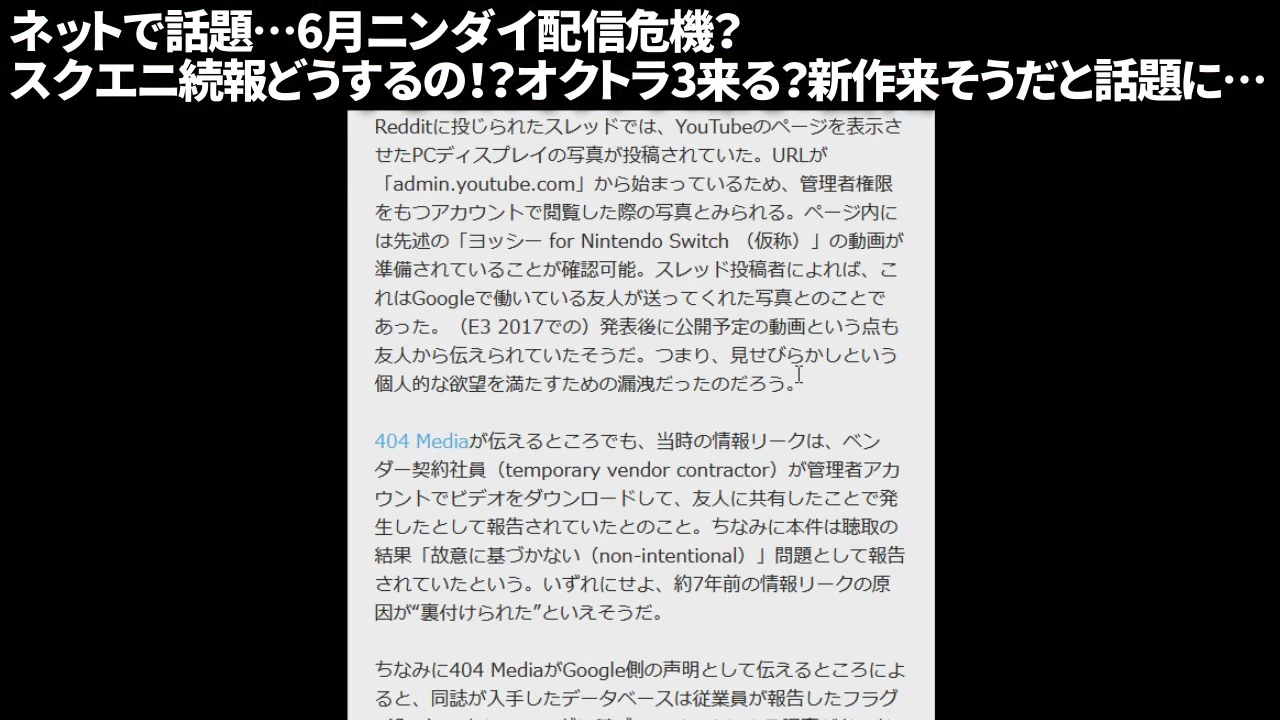 ネットで話題…6月ニンダイ配信危機？
スクエニ続報どうするの！？オクトラ3来る？新作来そうだと話題に…
Redditに投じられたスレッドでは、YouTubeのページを表示さ
せたPCディスプレイの写真が投稿されていた。URLが
「admin.youtube.com」から始まっているため、管理者権限
をもつアカウントで閲覧した際の写真とみられる。ページ内に
は先述の「ヨッシー for Nintendo Switch （仮称）」の動画が
準備されていることが確認可能。スレッド投稿者によれば、こ
れはGoogleで働いている友人が送ってくれた写真とのことで
あった。（E3 2017での）発表後に公開予定の動画という点も
友人から伝えられていたそうだ。つまり、見せびらかしという
個人的な欲望を満たすための漏洩だったのだろう。
404 Mediaが伝えるところでも、当時の情報リークは、ベン
ダー契約社員（temporary vendor contractor）が管理者アカ
ウントでビデオをダウンロードして、友人に共有したことで発
生したとして報告されていたとのこと。ちなみに本件は聴取の
結果「故意に基づかない（non-intentional）」問題として報告
されていたという。いずれにせよ、約7年前の情報リークの原
因が“裏付けられた”といえそうだ。
ちなみに404 MediaがGoogle側の声明として伝えるところによ
ると、同誌が入手したデータベースは従業員が報告したフラグ